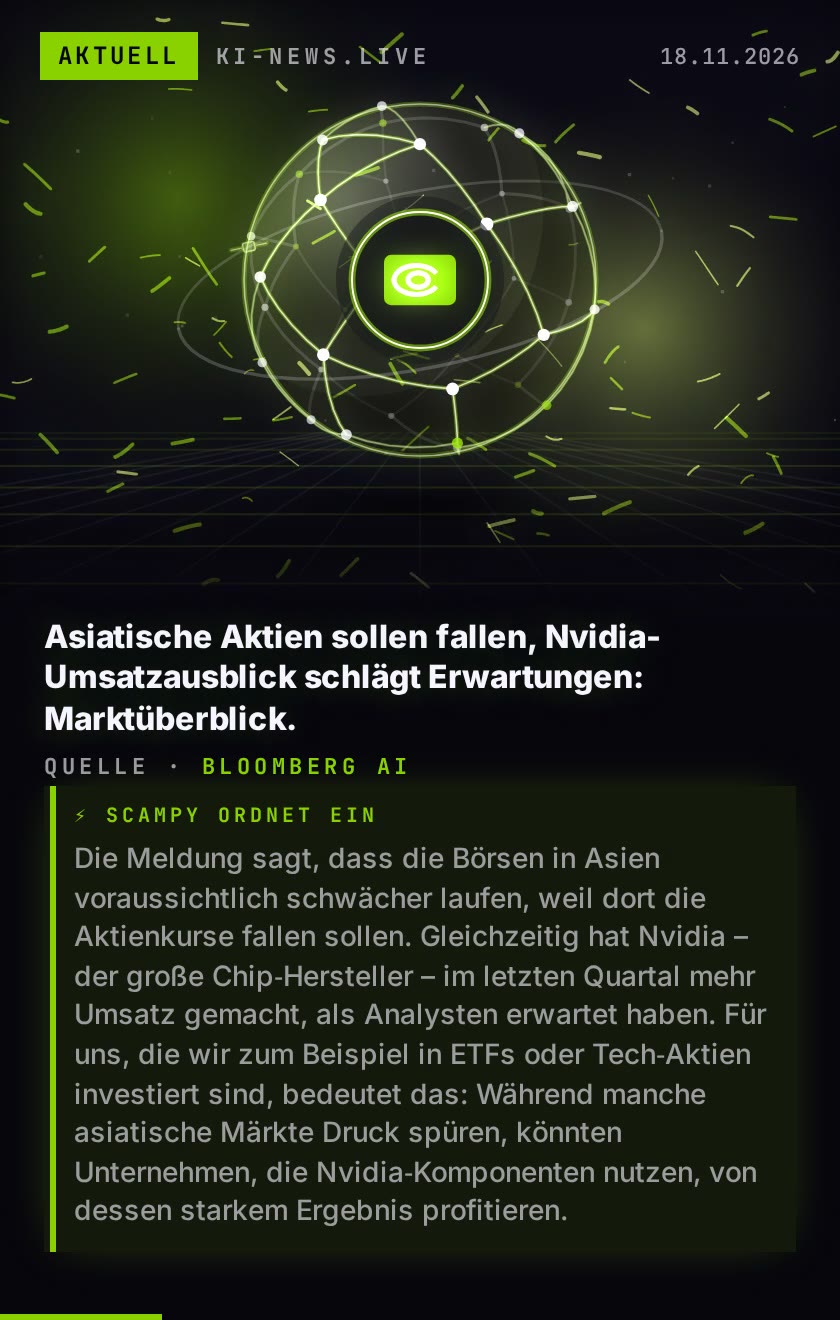 AKTUELL KI-NEWS.LIVE 18.11.2026
Asiatische Aktien sollen fallen, Nvidia-
Umsatzausblick schlägt Erwartungen:
Marktüberblick.
QUELLE · BLOOMBERG AI
⚡ SCAMPY ORDNET EIN
Die Meldung sagt, dass die Börsen in Asien
voraussichtlich schwächer laufen, weil dort die
Aktienkurse fallen sollen. Gleichzeitig hat Nvidia –
der große Chip-Hersteller – im letzten Quartal mehr
Umsatz gemacht, als Analysten erwartet haben. Für
uns, die wir zum Beispiel in ETFs oder Tech-Aktien
investiert sind, bedeutet das: Während manche
asiatische Märkte Druck spüren, könnten
Unternehmen, die Nvidia-Komponenten nutzen, von
dessen starkem Ergebnis profitieren.